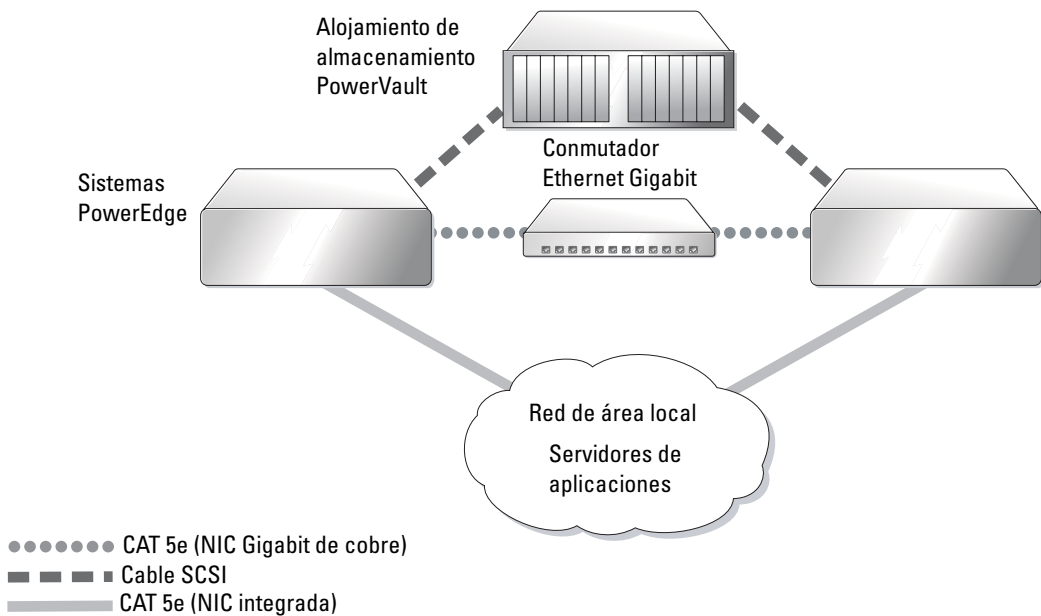 Alojamiento de
almacenamiento
PowerVault
Conmutador
Ethernet Gigabit
Sistemas
PowerEdge
Red de área local
Servidores de
aplicaciones
CAT 5e (NIC Gigabit de cobre)
Cable SCSI
CAT 5e (NIC integrada)